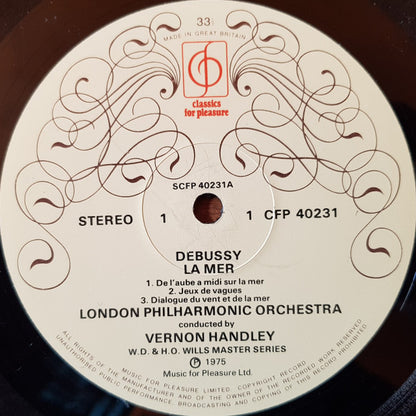 33⅓
MADE IN GREAT BRITAIN
classics
for pleasure
SCFP 40231A
STEREO 1 1 CFP 40231
DEBUSSY
LA MER
1. De l'aube a midi sur la mer
2. Jeux de vagues
3. Dialogue du vent et de la mer
LONDON PHILHARMONIC ORCHESTRA
conducted by
VERNON HANDLEY
W.D. & H.O. WILLS MASTER SERIES
℗ 1975
Music for Pleasure Ltd.
ALL RIGHTS OF MUSIC FOR PLEASURE LIMITED. COPYRIGHT RECORD MANUFACTURERS AND OF THE OWNER OF THE RECORDED WORK RESERVED. UNAUTHORISED PUBLIC PERFORMANCE, BROADCASTING AND COPYING OF THIS RECORD